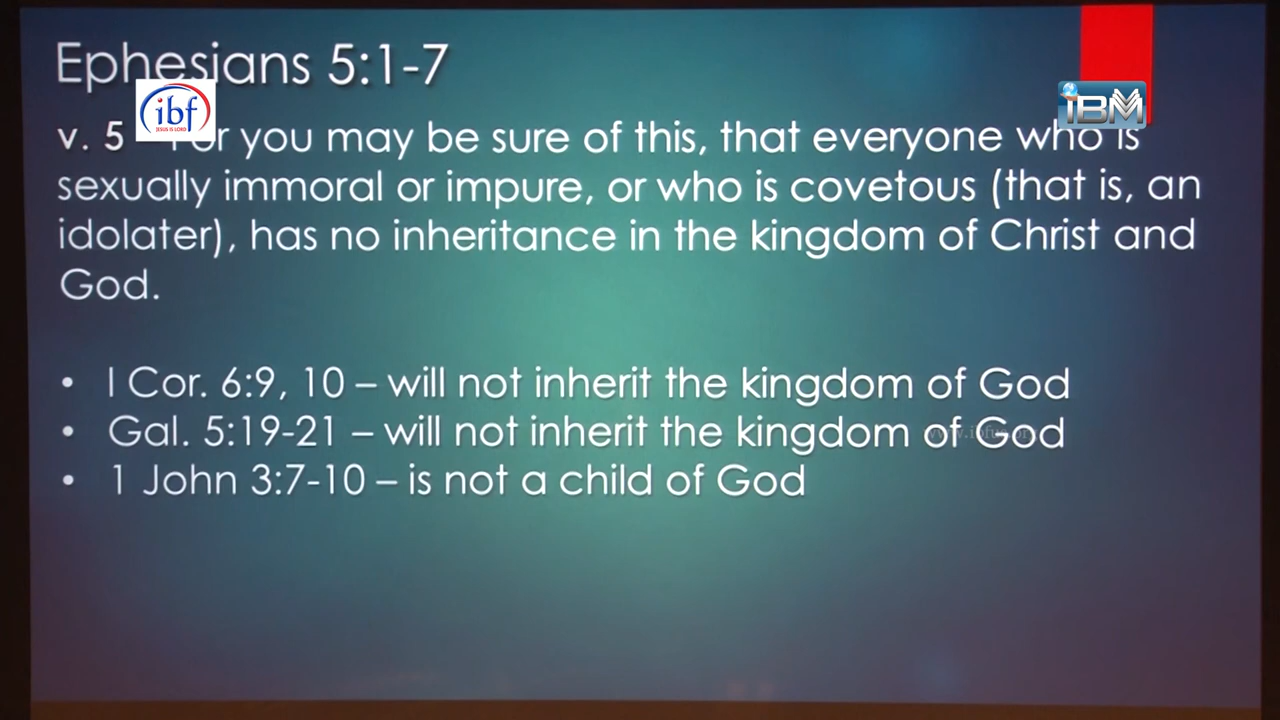 Ephesians 5:1-7
ibf
JESUS IS LORD
IBM
v. 5 For you may be sure of this, that everyone who is
sexually immoral or impure, or who is covetous (that is, an
idolater), has no inheritance in the kingdom of Christ and
God.
• I Cor. 6:9, 10 – will not inherit the kingdom of God
• Gal. 5:19-21 – will not inherit the kingdom of God
• 1 John 3:7-10 – is not a child of God